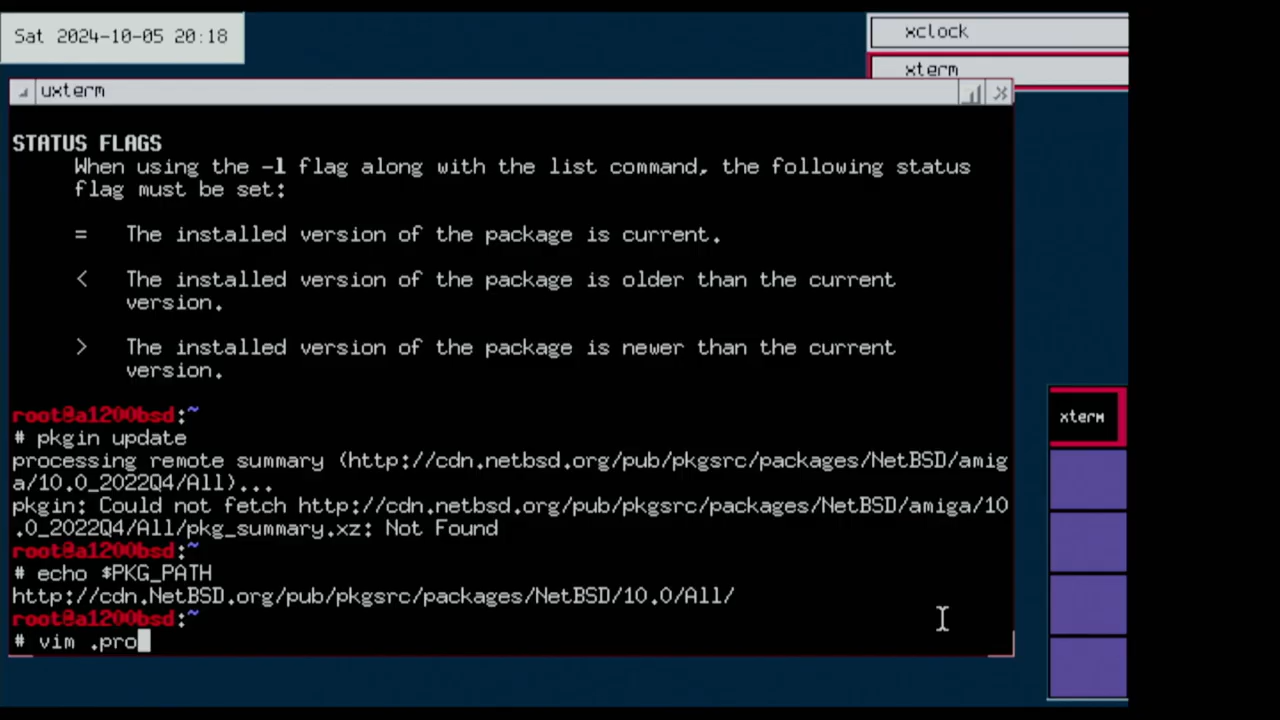 Sat 2024-10-05 20:18
xclock
xterm
uxterm
STATUS FLAGS
When using the -l flag along with the list command, the following status
flag must be set:
= The installed version of the package is current.
< The installed version of the package is older than the current
version.
> The installed version of the package is newer than the current
version.
root@a1200bsd:~
# pkgin update
processing remote summary (http://cdn.netbsd.org/pub/pkgsrc/packages/NetBSD/amig
a/10.0_2022Q4/All)...
pkgin: Could not fetch http://cdn.netbsd.org/pub/pkgsrc/packages/NetBSD/amiga/10
.0_2022Q4/All/pkg_summary.xz: Not Found
root@a1200bsd:~
# echo $PKG_PATH
http://cdn.NetBSD.org/pub/pkgsrc/packages/NetBSD/10.0/All/
root@a1200bsd:~
# vim .pro
xterm